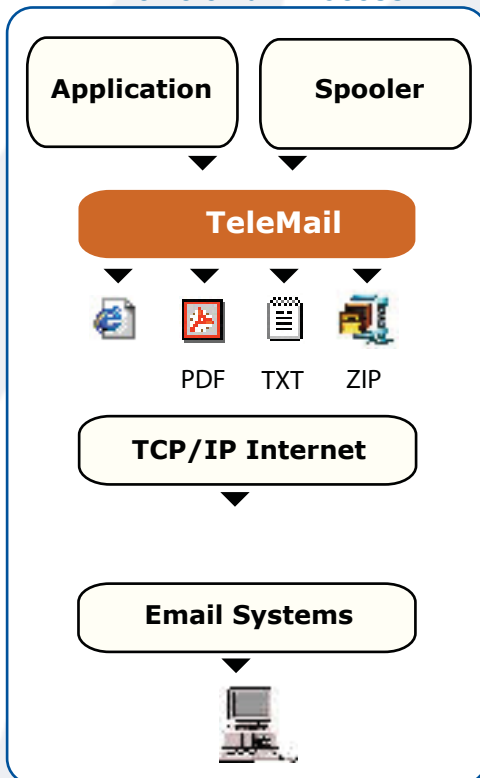 Application
Spooler
TeleMail
PDF TXT ZIP
TCP/IP Internet
Email Systems